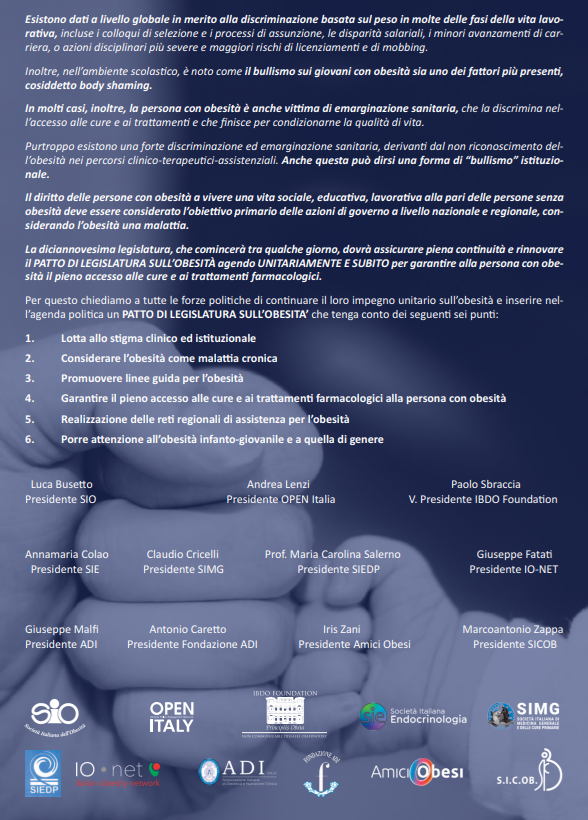 Esistono dati a livello globale in merito alla discriminazione basata sul peso in molte delle fasi della vita lavo-
rativa, incluse i colloqui di selezione e i processi di assunzione, le disparità salariali, i minori avanzamenti di car-
riera, o azioni disciplinari più severe e maggiori rischi di licenziamenti e di mobbing.
Inoltre, nell'ambiente scolastico, è noto come il bullismo sui giovani con obesità sia uno dei fattori più presenti,
cosiddetto body shaming.
In molti casi, inoltre, la persona con obesità è anche vittima di emarginazione sanitaria, che la discrimina nel-
l'accesso alle cure e ai trattamenti e che finisce per condizionarne la qualità di vita.
Purtroppo esistono una forte discriminazione ed emarginazione sanitaria, derivanti dal non riconoscimento del-
l'obesità nei percorsi clinico-terapeutici-assistenziali. Anche questa può dirsi una forma di "bullismo" istituzio-
nale.
Il diritto delle persone con obesità a vivere una vita sociale, educativa, lavorativa alla pari delle persone senza
obesità deve essere considerato l'obiettivo primario delle azioni di governo a livello nazionale e regionale, con-
siderando l'obesità una malattia.
La diciannovesima legislatura, che comincerà tra qualche giorno, dovrà assicurare piena continuità e rinnovare
il PATTO DI LEGISLATURA SULL'OBESITÀ agendo UNITARIAMENTE E SUBITO per garantire alla persona con obe-
sità il pieno accesso alle cure e ai trattamenti farmacologici.
Per questo chiediamo a tutte le forze politiche di continuare il loro impegno unitario sull'obesità e inserire nel-
l'agenda politica un PATTO DI LEGISLATURA SULL'OBESITA' che tenga conto dei seguenti sei punti:
1. Lotta allo stigma clinico ed istituzionale
2. Considerare l'obesità come malattia cronica
3. Promuovere linee guida per l'obesità
4. Garantire il pieno accesso alle cure e ai trattamenti farmacologici alla persona con obesità
5. Realizzazione delle reti regionali di assistenza per l'obesità
6. Porre attenzione all'obesità infanto-giovanile e a quella di genere
Luca Busetto Andrea Lenzi Paolo Sbraccia
Presidente SIO Presidente OPEN Italia V. Presidente IBDO Foundation
Annamaria Colao Claudio Cricelli Prof. Maria Carolina Salerno Giuseppe Fatati
Presidente SIE Presidente SIMG Presidente SIEDP Presidente IO-NET
Giuseppe Malfi Antonio Caretto Iris Zani Marcoantonio Zappa
Presidente ADI Presidente Fondazione ADI Presidente Amici Obesi Presidente SICOB
SIO
Società Italiana dell'Obesità
OPEN
ITALY
IBDO FOUNDATION
sie Società Italiana
Endocrinologia
SIMG
SOCIETÀ ITALIANA DI
MEDICINA GENERALE
E DELLE CURE PRIMARIE
SIEDP
IO net
network
ADI
FONDAZIONE ADI
f
Amici Obesi
S.I.C.OB.